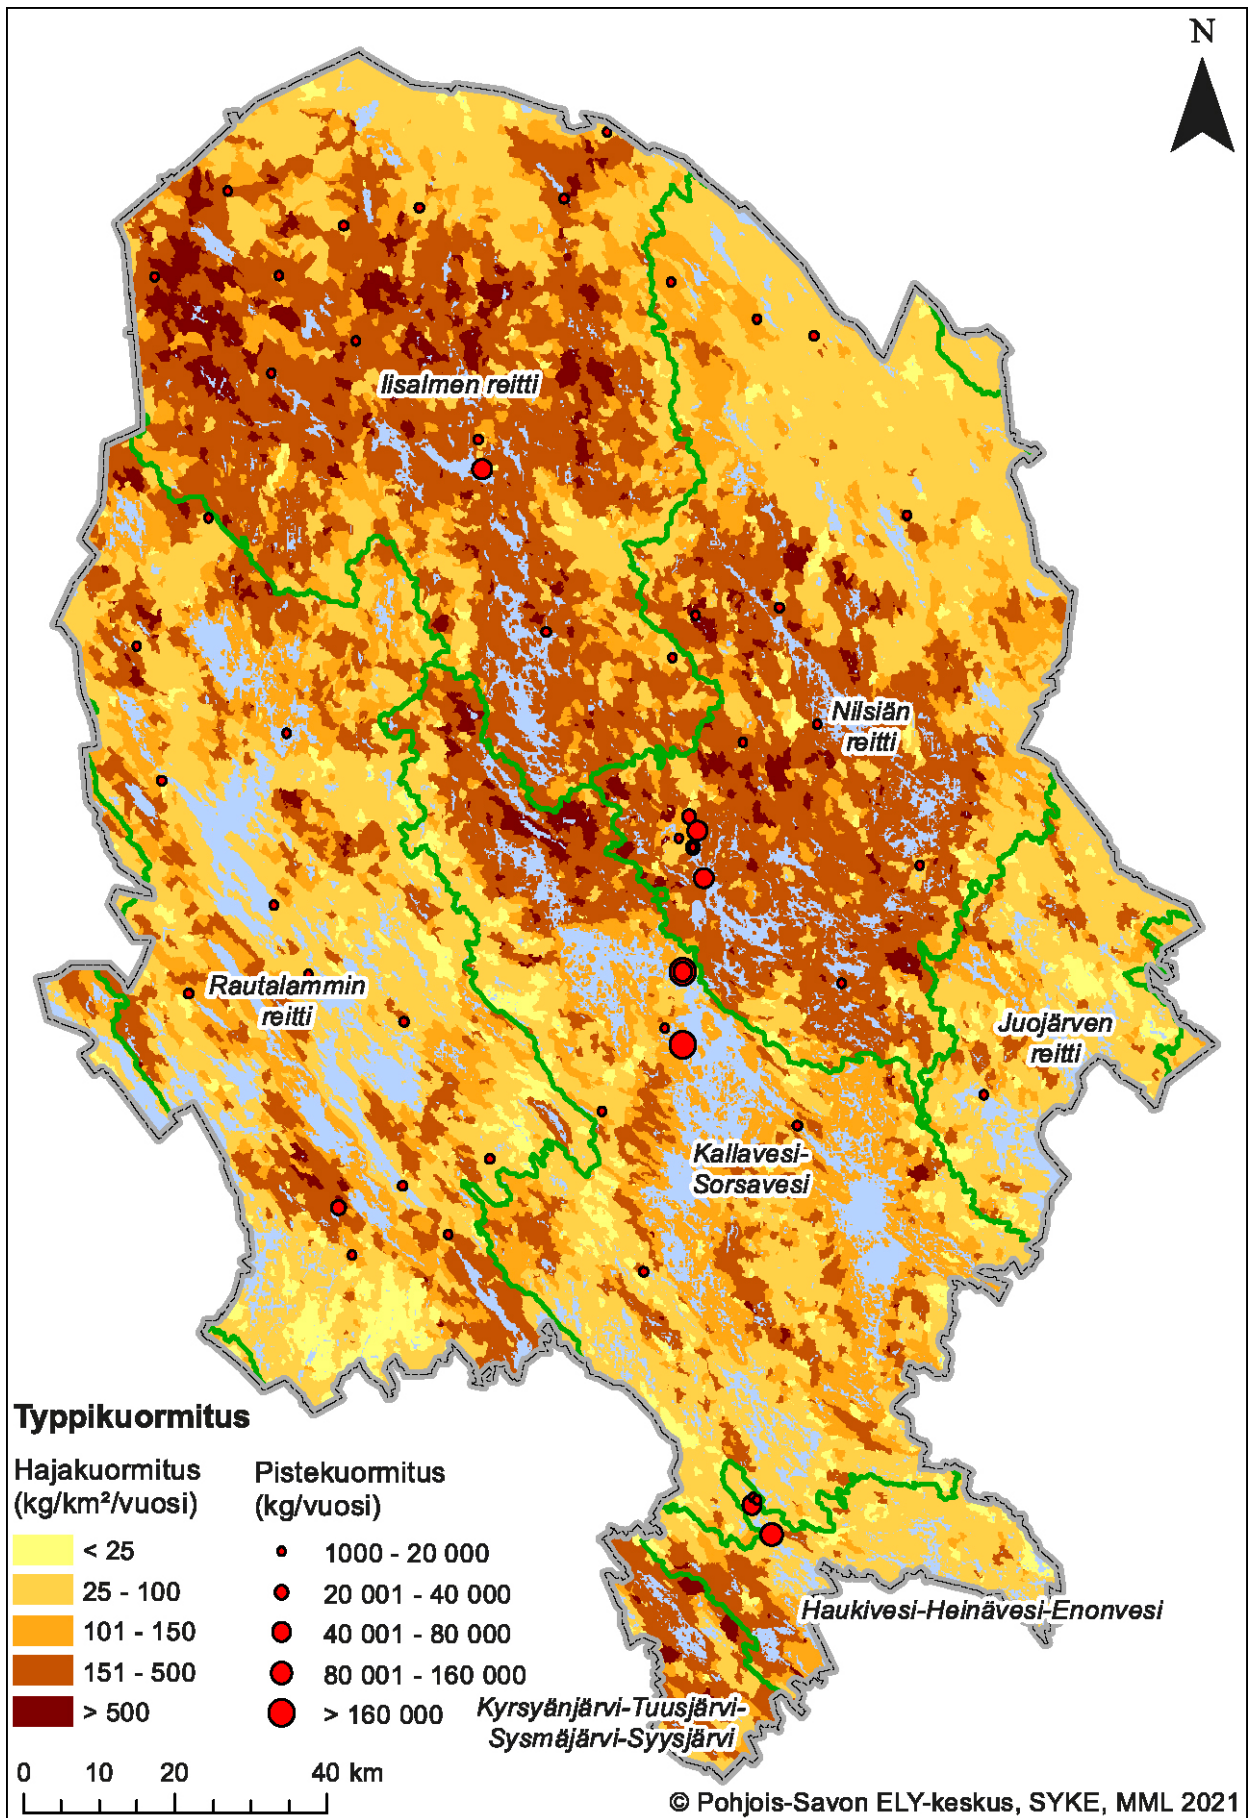 N
Iisalmen reitti
Nilsiän
reitti
Rautalammin
reitti
Juojärven
reitti
Kallavesi-
Sorsavesi
Haukivesi-Heinävesi-Enonvesi
Kyrsyänjärvi-Tuusjärvi-
Sysmäjärvi-Syysjärvi
Typpikuormitus
Hajakuormitus
(kg/km²/vuosi)
< 25
25 - 100
101 - 150
151 - 500
> 500
Pistekuormitus
(kg/vuosi)
1000 - 20 000
20 001 - 40 000
40 001 - 80 000
80 001 - 160 000
> 160 000
0 10 20 40 km
© Pohjois-Savon ELY-keskus, SYKE, MML 2021